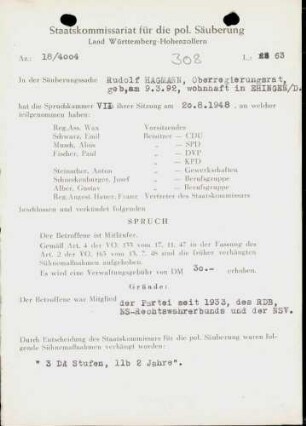 Staatskommissariat für die pol. Säuberung
Land Württemberg-Hohenzollern
Az.: 16/4004
308
L. 63
In der Säuberungssache Rudolf HAGMANN, Oberregierungsrat,
geb,am 9.3.92, wohnhaft in EHINGEN/D.
hat die Spruchkammer VII ihrer Sitzung am 20.8.1948, an welcher
teilgenommen haben:
Reg.Ass. Wax Vorsitzender
Schwarz, Emil Beisitzer — CDU
Munk, Alois — SPD
Fischer, Paul — DVP
— KPD
Steinacher, Anton — Gewerkschaften
Schunkenburger, Josef — Berufsgruppe
Alber, Gustav — Berufsgruppe
Reg.Angest. Hauer, Franz Vertreter des Staatskommissars
beschlossen und verkündet folgenden
SPRUCH
Der Betroffene ist Mitläufer.
Gemäß Art. 4 der VO. 133 vom 17. 11. 47 in der Fassung des
Art. 2 der VO. 165 vom 13. 7. 48 sind die früher verhängten
Sühnemaßnahmen aufgehoben.
Es wird eine Verwaltungsgebühr von DM 30.- erhoben.
Gründe:
Der Betroffene war Mitglied der Partei seit 1933, des RDB,
NS-Rechtswahrerbunds und der NSV.
Durch Entscheidung des Staatskommissars für die pol. Säuberung waren fol-
gende Sühnemaßnahmen verhängt worden:
" 3 DA Stufen, 11b 2 Jahre".